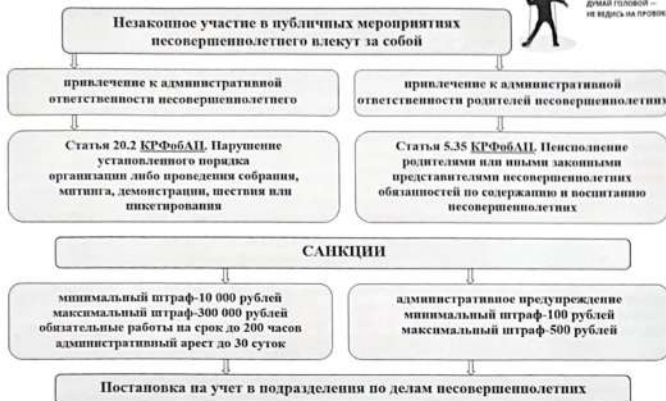 ДУМАЙ ГОЛОВОЙ —
НЕ ВЕДИСЬ НА ПРОВОК
Незаконное участие в публичных мероприятиях
несовершеннолетнего влекут за собой
привлечение к административной
ответственности несовершеннолетнего
привлечение к административной
ответственности родителей несовершеннолетних
Статья 20.2 КРФобАП. Нарушение
установленного порядка
организации либо проведения собрания,
митинга, демонстрации, шествия или
пикетирования
Статья 5.35 КРФобАП. Неисполнение
родителями или иными законными
представителями несовершеннолетних
обязанностей по содержанию и воспитанию
несовершеннолетних
САНКЦИИ
минимальный штраф-10 000 рублей
максимальный штраф-300 000 рублей
обязательные работы на срок до 200 часов
административный арест до 30 суток
административное предупреждение
минимальный штраф-100 рублей
максимальный штраф-500 рублей
Постановка на учет в подразделения по делам несовершеннолетних